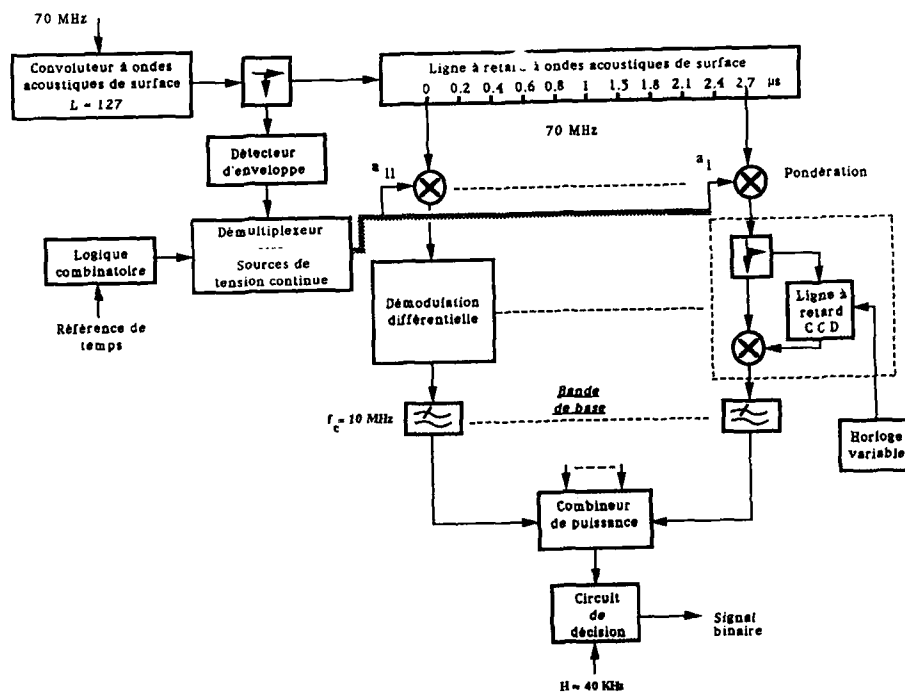 70 MHz
Convoluteur à ondes
acoustiques de surface
L = 127
Ligne à retard à ondes acoustiques de surface
0 0.2 0.4 0.6 0.8 1 1.5 1.8 2.1 2.4 2.7 µs
70 MHz
Détecteur
d'enveloppe
a 11
a 1
Pondération
Démultiplexeur
----
Sources de
tension continue
Logique
combinatoire
Référence de
temps
Démodulation
différentielle
Ligne à
retard
CCD
Bande
de base
f c = 10 MHz
Horloge
variable
Combineur
de puissance
Circuit
de
décision
Signal
binaire
H = 40 KHz